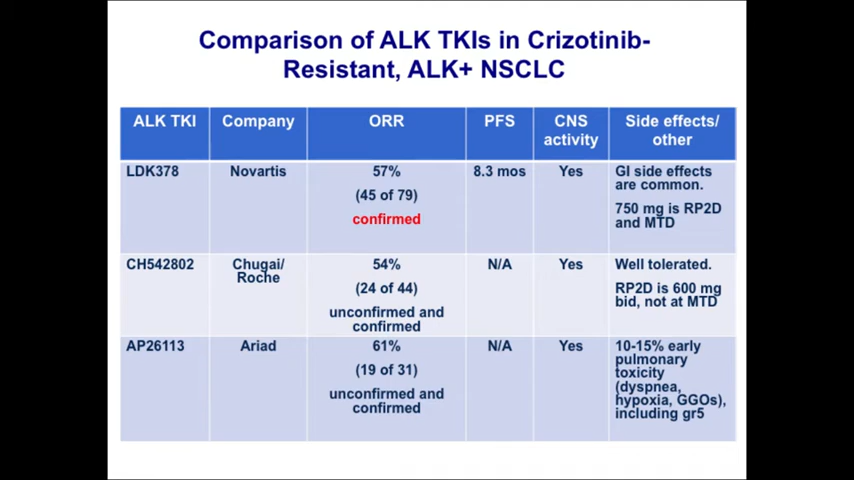 Comparison of ALK TKIs in Crizotinib-
Resistant, ALK+ NSCLC
ALK TKI Company ORR PFS CNS activity Side effects/ other
LDK378 Novartis 57% 8.3 mos Yes GI side effects
are common.
(45 of 79)
confirmed
750 mg is RP2D
and MTD
CH542802 Chugai/ Roche 54% N/A Yes Well tolerated.
(24 of 44)
unconfirmed and
confirmed
RP2D is 600 mg
bid, not at MTD
AP26113 Ariad 61% N/A Yes 10-15% early
pulmonary
toxicity
(dyspnea,
hypoxia, GGOs),
including gr5
(19 of 31)
unconfirmed and
confirmed